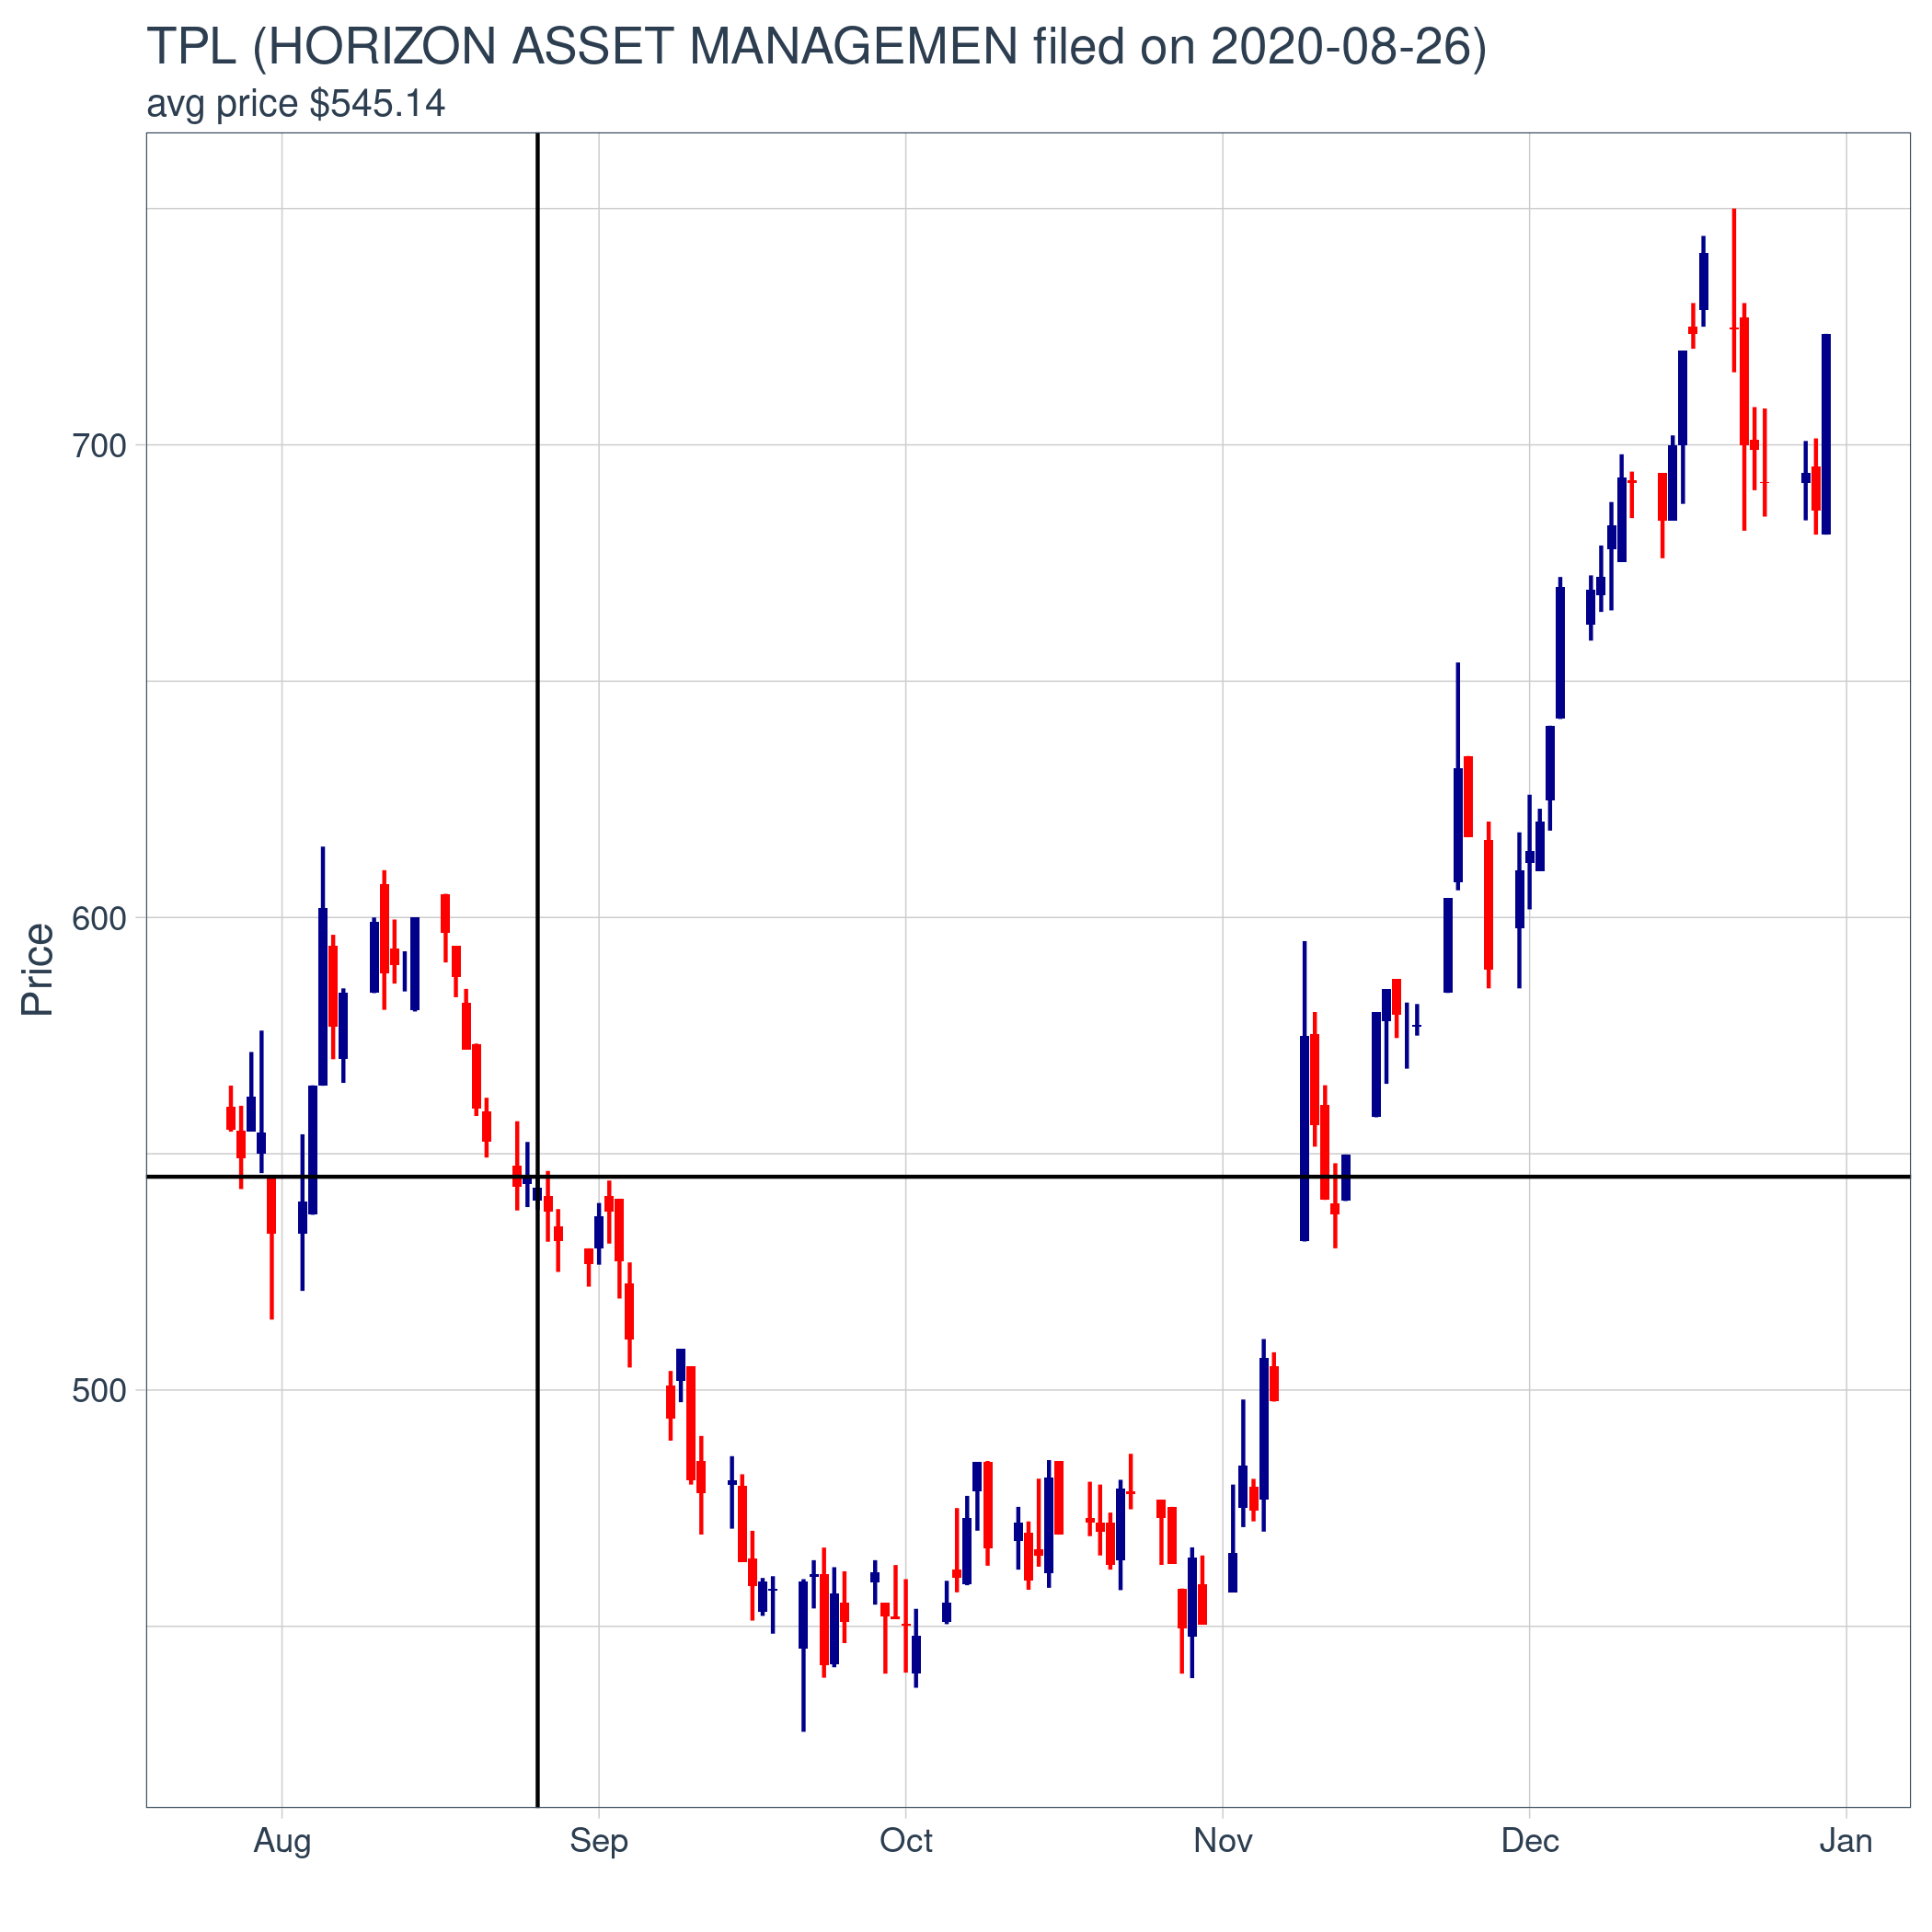 TPL (HORIZON ASSET MANAGEMEN filed on 2020-08-26)
avg price $545.14
Price
700
600
500
Aug Sep Oct Nov Dec Jan